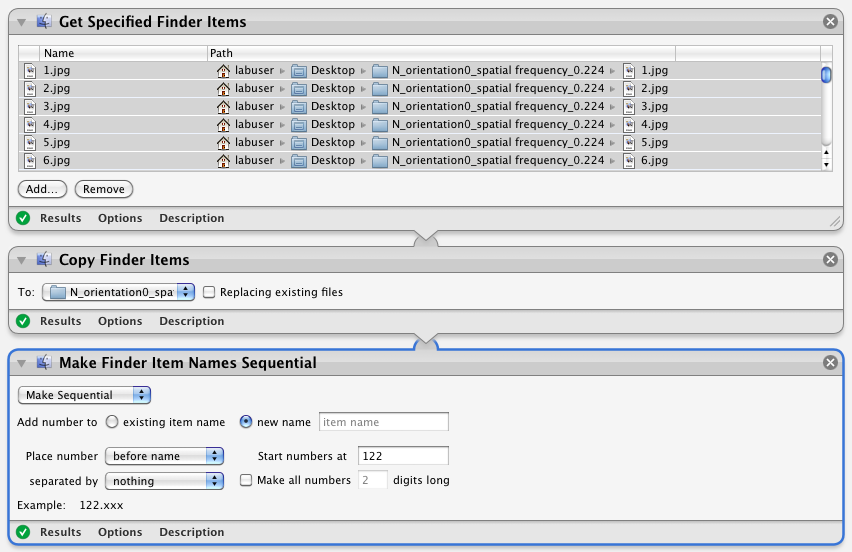 Get Specified Finder Items
Name Path
1.jpg labuser Desktop N_orientation0_spatial frequency_0.224 1.jpg
2.jpg labuser Desktop N_orientation0_spatial frequency_0.224 2.jpg
3.jpg labuser Desktop N_orientation0_spatial frequency_0.224 3.jpg
4.jpg labuser Desktop N_orientation0_spatial frequency_0.224 4.jpg
5.jpg labuser Desktop N_orientation0_spatial frequency_0.224 5.jpg
6.jpg labuser Desktop N_orientation0_spatial frequency_0.224 6.jpg
Add... Remove
Results Options Description
Copy Finder Items
To: N_orientation0_spa Replacing existing files
Results Options Description
Make Finder Item Names Sequential
Make Sequential
Add number to existing item name new name item name
Place number before name Start numbers at 122
separated by nothing Make all numbers 2 digits long
Example: 122.xxx
Results Options Description